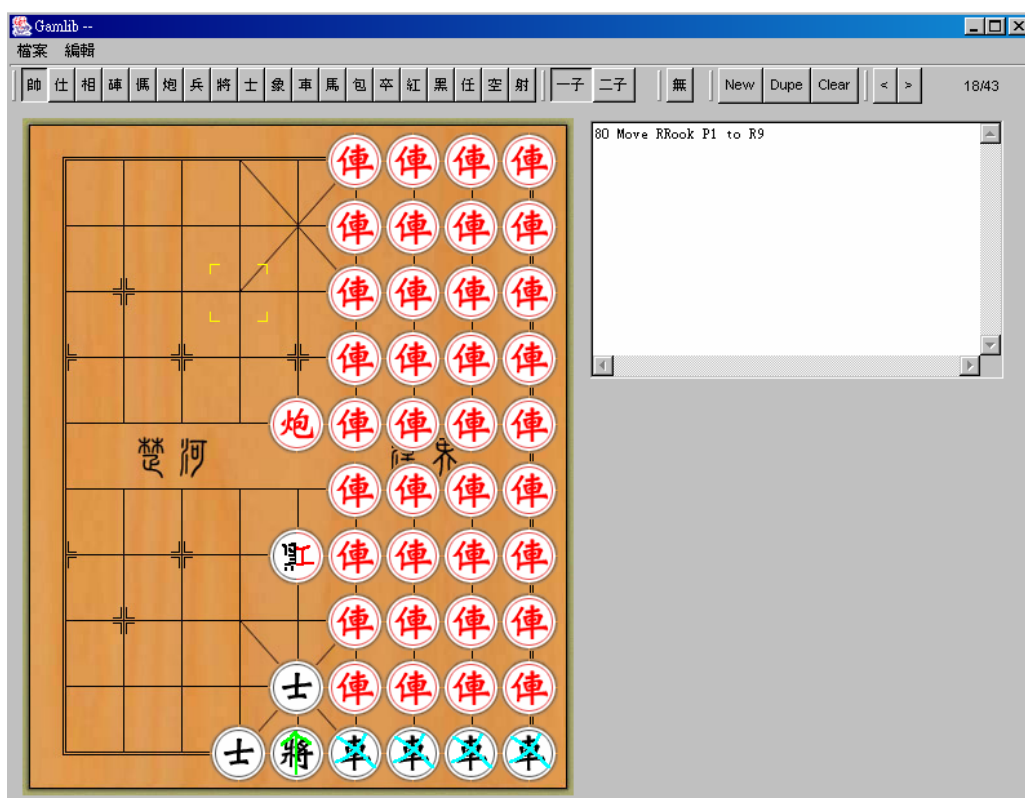 Gamlib --
檔案 編輯
帥 仕 相 硨 傌 炮 兵 將 士 象 車 馬 包 卒 紅 黑 任 空 射 一子 二子 無 New Dupe Clear < > 18/43
80 Move RRook P1 to R9
俥 俥 俥 俥
俥 俥 俥 俥
俥 俥 俥 俥
俥 俥 俥 俥
炮 俥 俥 俥 俥
楚 河
俥 俥 俥 俥
俥 俥 俥 俥
俥 俥 俥 俥
士 俥 俥 俥 俥
士 將 車 車 車 車